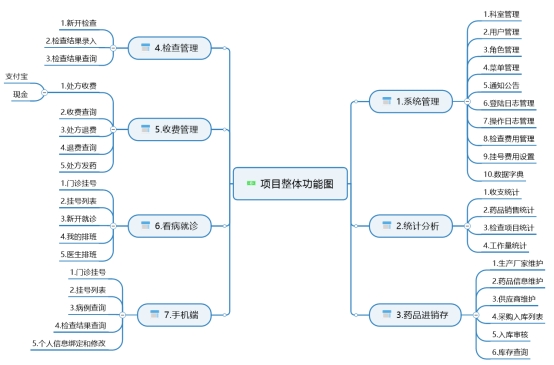 项目整体功能图
1.系统管理
1.科室管理
2.用户管理
3.角色管理
4.菜单管理
5.通知公告
6.登陆日志管理
7.操作日志管理
8.检查费用管理
9.挂号费用设置
10.数据字典
2.统计分析
1.收支统计
2.药品销售统计
3.检查项目统计
4.工作量统计
3.药品进销存
1.生产厂家维护
2.药品信息维护
3.供应商维护
4.采购入库列表
5.入库审核
6.库存查询
4.检查管理
1.新开检查
2.检查结果录入
3.检查结果查询
5.收费管理
1.处方收费
支付宝
现金
2.收费查询
3.处方退费
4.退费查询
5.处方发药
6.看病就诊
1.门诊挂号
2.挂号列表
3.新开就诊
4.我的排班
5.医生排班
7.手机端
1.门诊挂号
2.挂号列表
3.病例查询
4.检查结果查询
5.个人信息绑定和修改